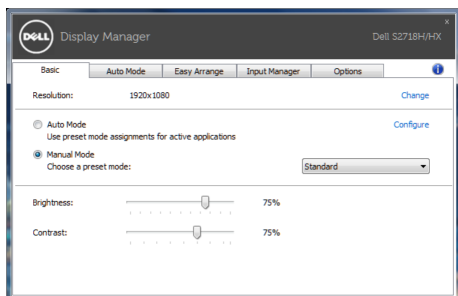 DELL Display Manager
Dell S2718H/HX
x
Basic
Auto Mode
Easy Arrange
Input Manager
Options
i
Resolution: 1920x1080 Change
Auto Mode Configure
Use preset mode assignments for active applications
Manual Mode
Choose a preset mode: Standard
Brightness: 75%
Contrast: 75%